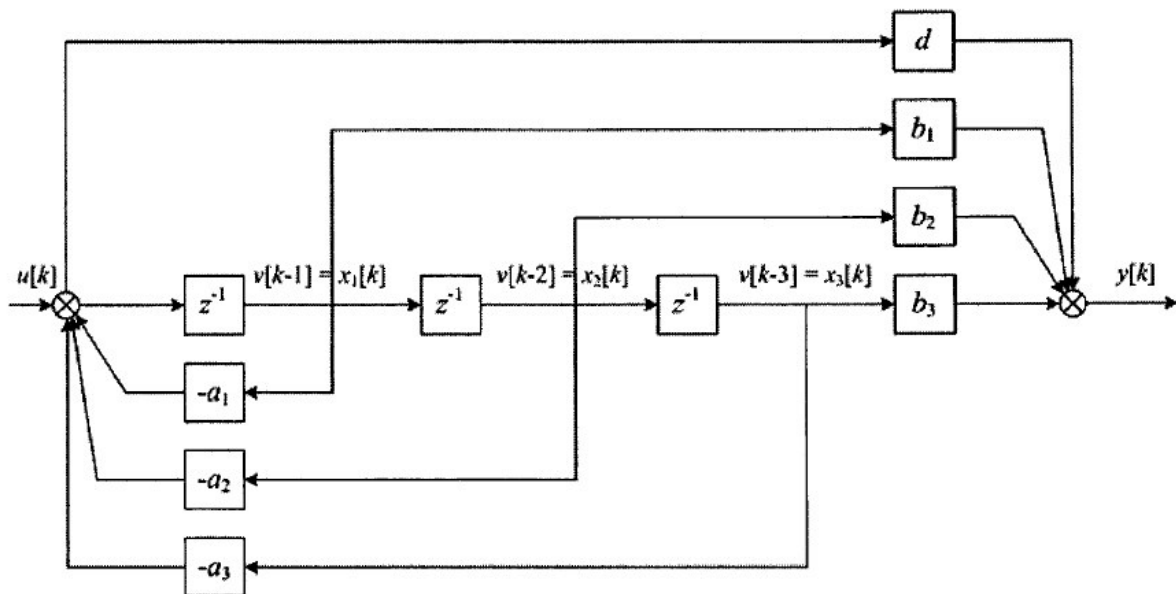 d
b₁
b₂
u[k] v[k-1] = x₁[k] v[k-2] = x₂[k] v[k-3] = x₃[k] y[k]
z⁻¹ z⁻¹ z⁻¹ b₃
-a₁
-a₂
-a₃